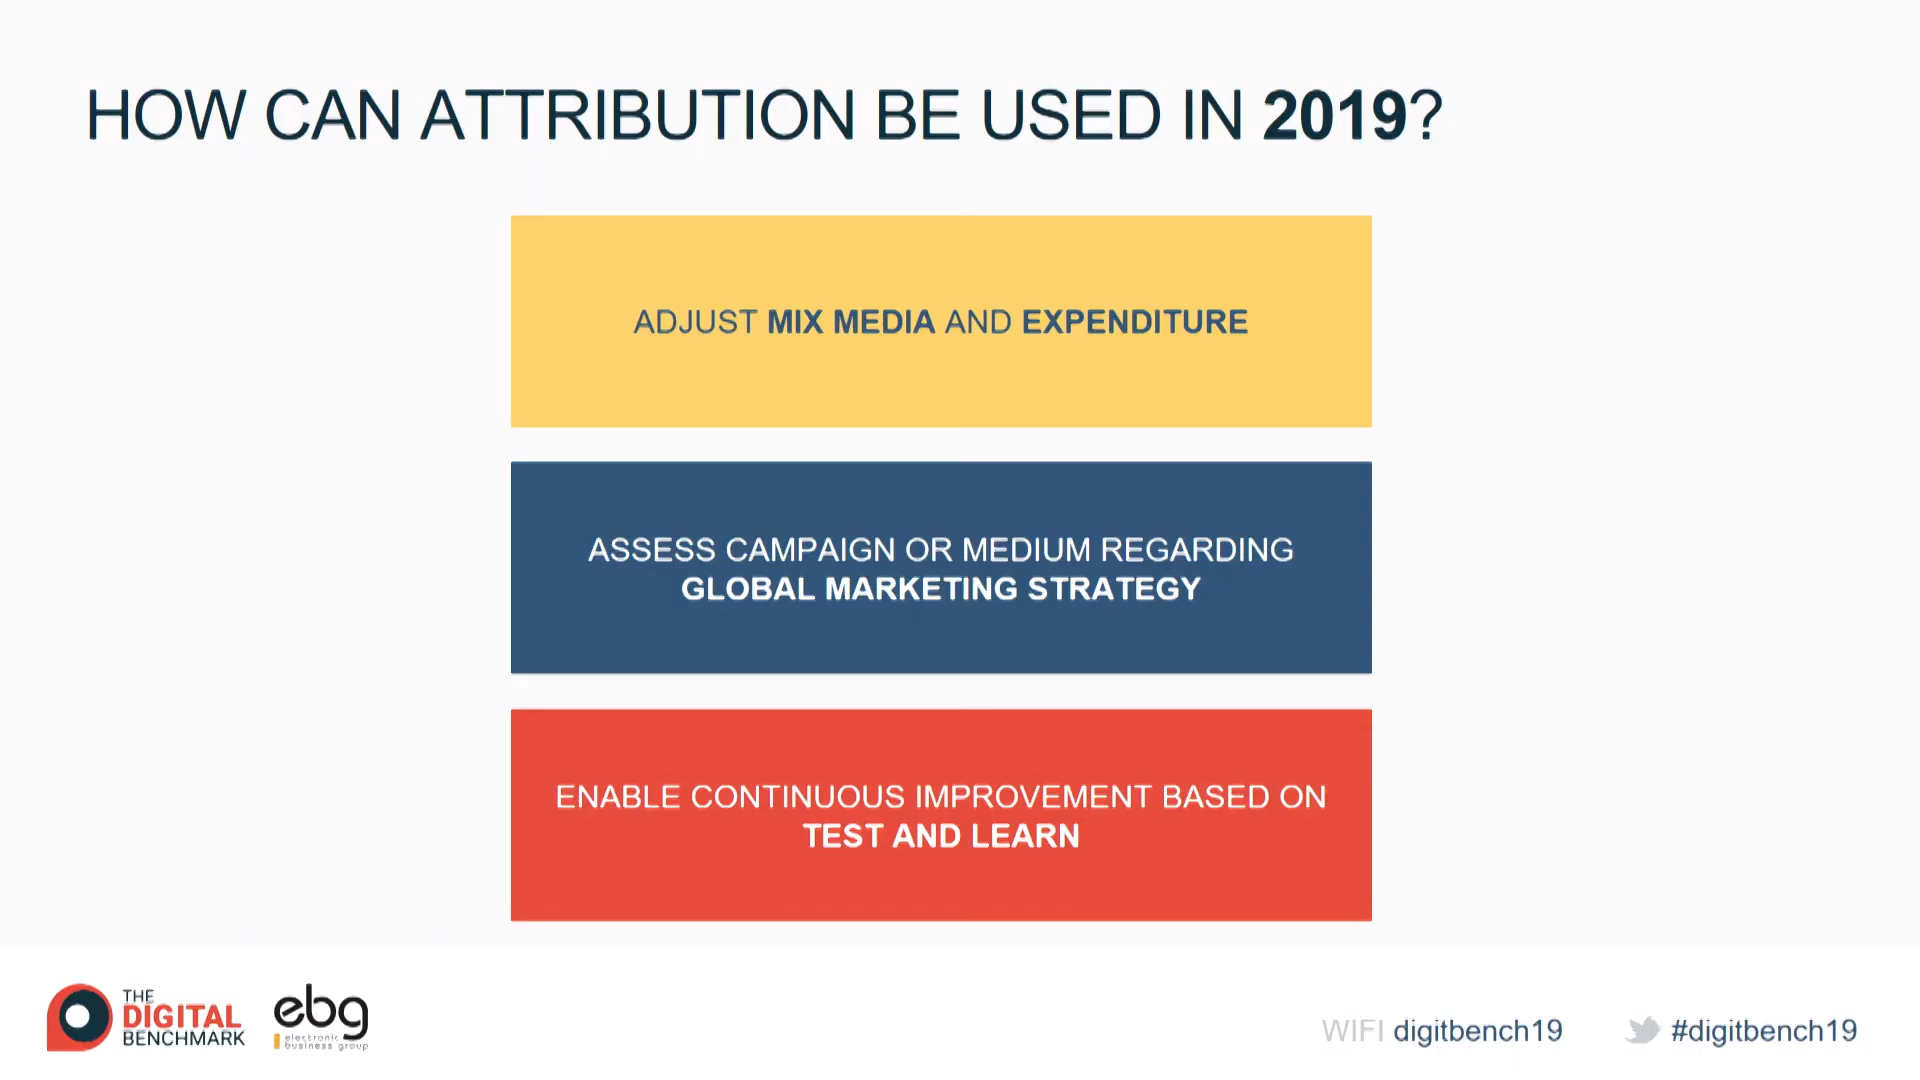 HOW CAN ATTRIBUTION BE USED IN 2019?
ADJUST MIX MEDIA AND EXPENDITURE
ASSESS CAMPAIGN OR MEDIUM REGARDING
GLOBAL MARKETING STRATEGY
ENABLE CONTINUOUS IMPROVEMENT BASED ON
TEST AND LEARN
THE
DIGITAL
BENCHMARK
ebg
electronic
business group
WIFI digitbench19
#digitbench19